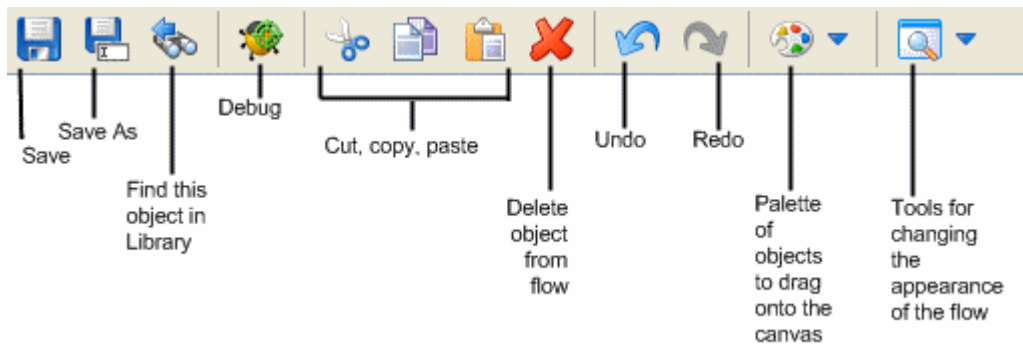 Save
Save As
Find this
object in
Library
Debug
Cut, copy, paste
Delete
object
from
flow
Undo
Redo
Palette
of
objects
to drag
onto the
canvas
Tools for
changing
the
appearance
of the flow